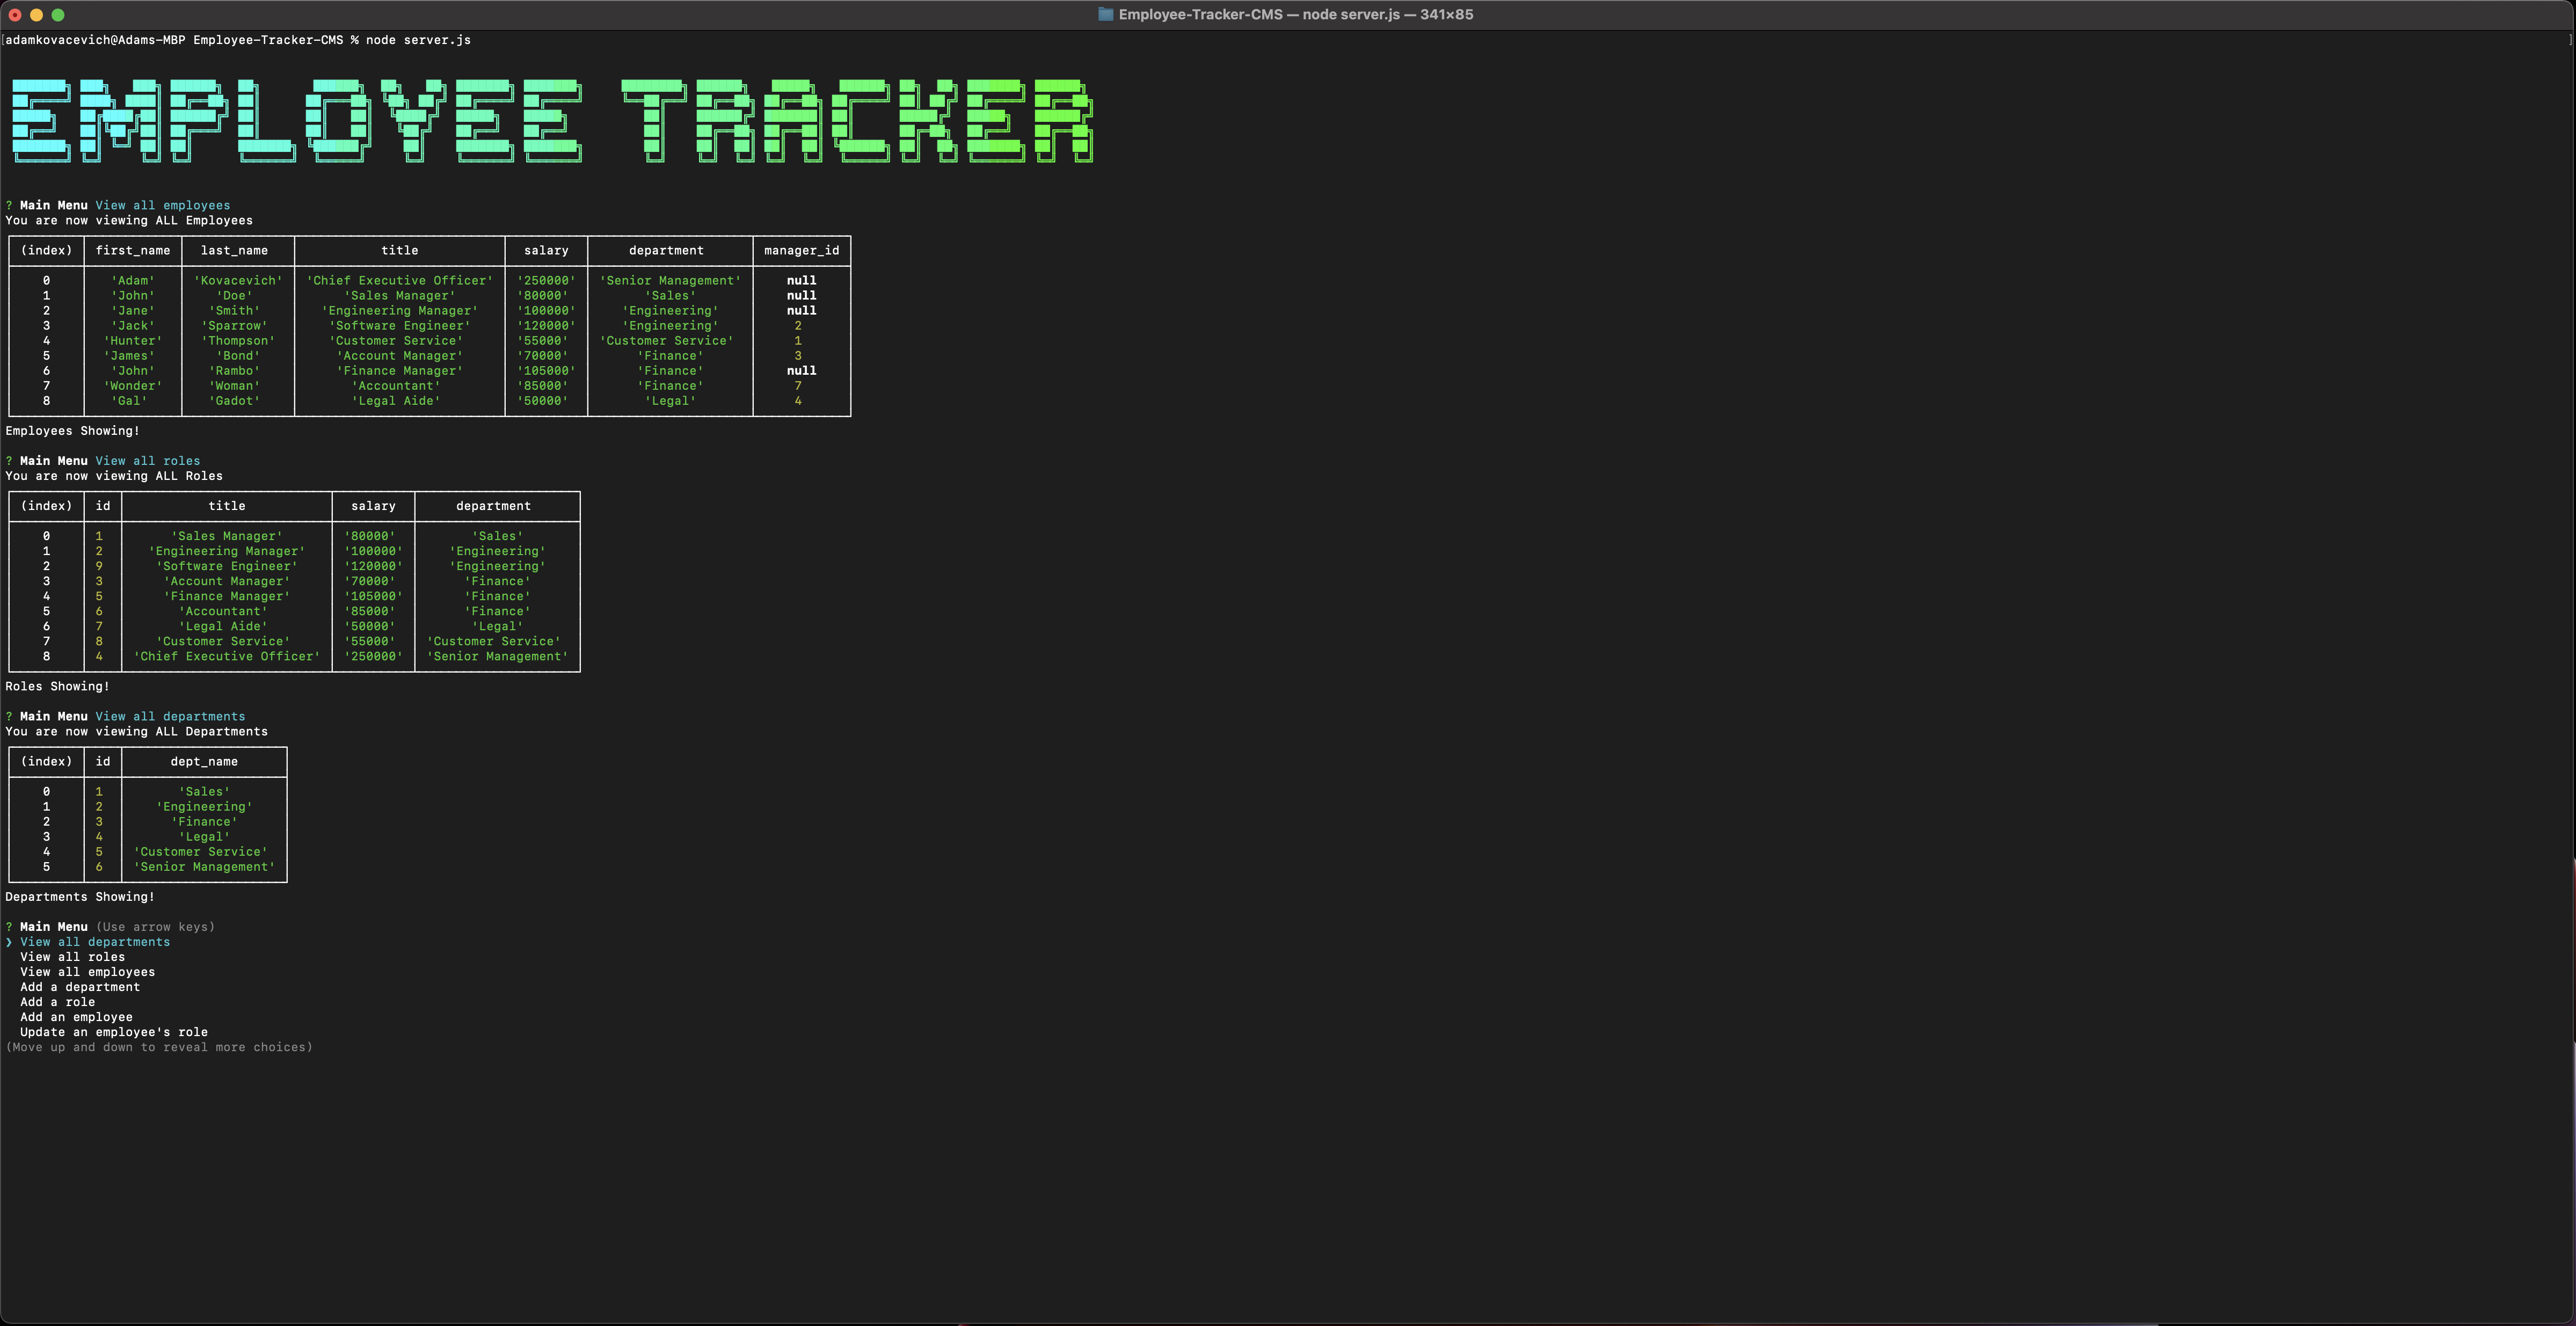 Employee-Tracker-CMS — node server.js — 341×85
[adamkovacevich@Adams-MBP Employee-Tracker-CMS % node server.js ]
EMPLOYEE TRACKER
? Main Menu View all employees
You are now viewing ALL Employees
(index) first_name last_name title salary department manager_id
0 'Adam' 'Kovacevich' 'Chief Executive Officer' '250000' 'Senior Management' null
1 'John' 'Doe' 'Sales Manager' '80000' 'Sales' null
2 'Jane' 'Smith' 'Engineering Manager' '100000' 'Engineering' null
3 'Jack' 'Sparrow' 'Software Engineer' '120000' 'Engineering' 2
4 'Hunter' 'Thompson' 'Customer Service' '55000' 'Customer Service' 1
5 'James' 'Bond' 'Account Manager' '70000' 'Finance' 3
6 'John' 'Rambo' 'Finance Manager' '105000' 'Finance' null
7 'Wonder' 'Woman' 'Accountant' '85000' 'Finance' 7
8 'Gal' 'Gadot' 'Legal Aide' '50000' 'Legal' 4
Employees Showing!
? Main Menu View all roles
You are now viewing ALL Roles
(index) id title salary department
0 1 'Sales Manager' '80000' 'Sales'
1 2 'Engineering Manager' '100000' 'Engineering'
2 9 'Software Engineer' '120000' 'Engineering'
3 3 'Account Manager' '70000' 'Finance'
4 5 'Finance Manager' '105000' 'Finance'
5 6 'Accountant' '85000' 'Finance'
6 7 'Legal Aide' '50000' 'Legal'
7 8 'Customer Service' '55000' 'Customer Service'
8 4 'Chief Executive Officer' '250000' 'Senior Management'
Roles Showing!
? Main Menu View all departments
You are now viewing ALL Departments
(index) id dept_name
0 1 'Sales'
1 2 'Engineering'
2 3 'Finance'
3 4 'Legal'
4 5 'Customer Service'
5 6 'Senior Management'
Departments Showing!
? Main Menu (Use arrow keys)
❯ View all departments
View all roles
View all employees
Add a department
Add a role
Add an employee
Update an employee's role
(Move up and down to reveal more choices)